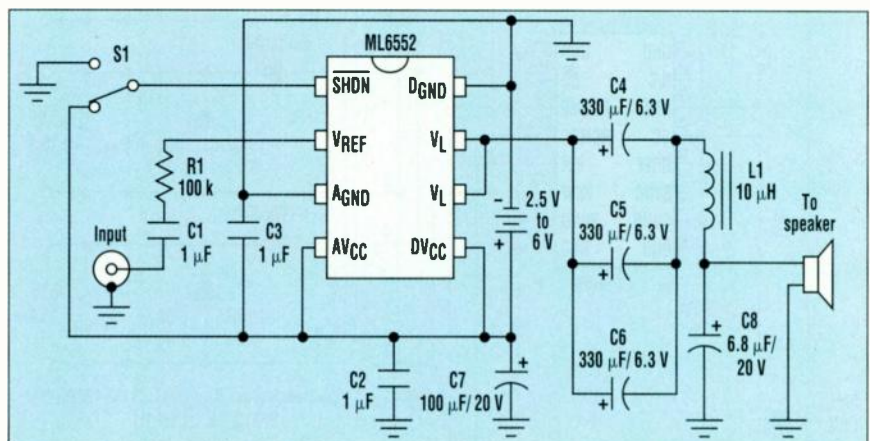 ML6552
S1
SHDN
DGND
VREF
VL
AGND
VL
AVCC
DVCC
R1
100 k
C1
1 µF
Input
C3
1 µF
C2
1 µF
C7
100 µF/ 20 V
2.5 V
to
6 V
C4
330 µF/ 6.3 V
C5
330 µF/ 6.3 V
C6
330 µF/ 6.3 V
L1
10 µH
To
speaker
C8
6.8 µF/
20 V